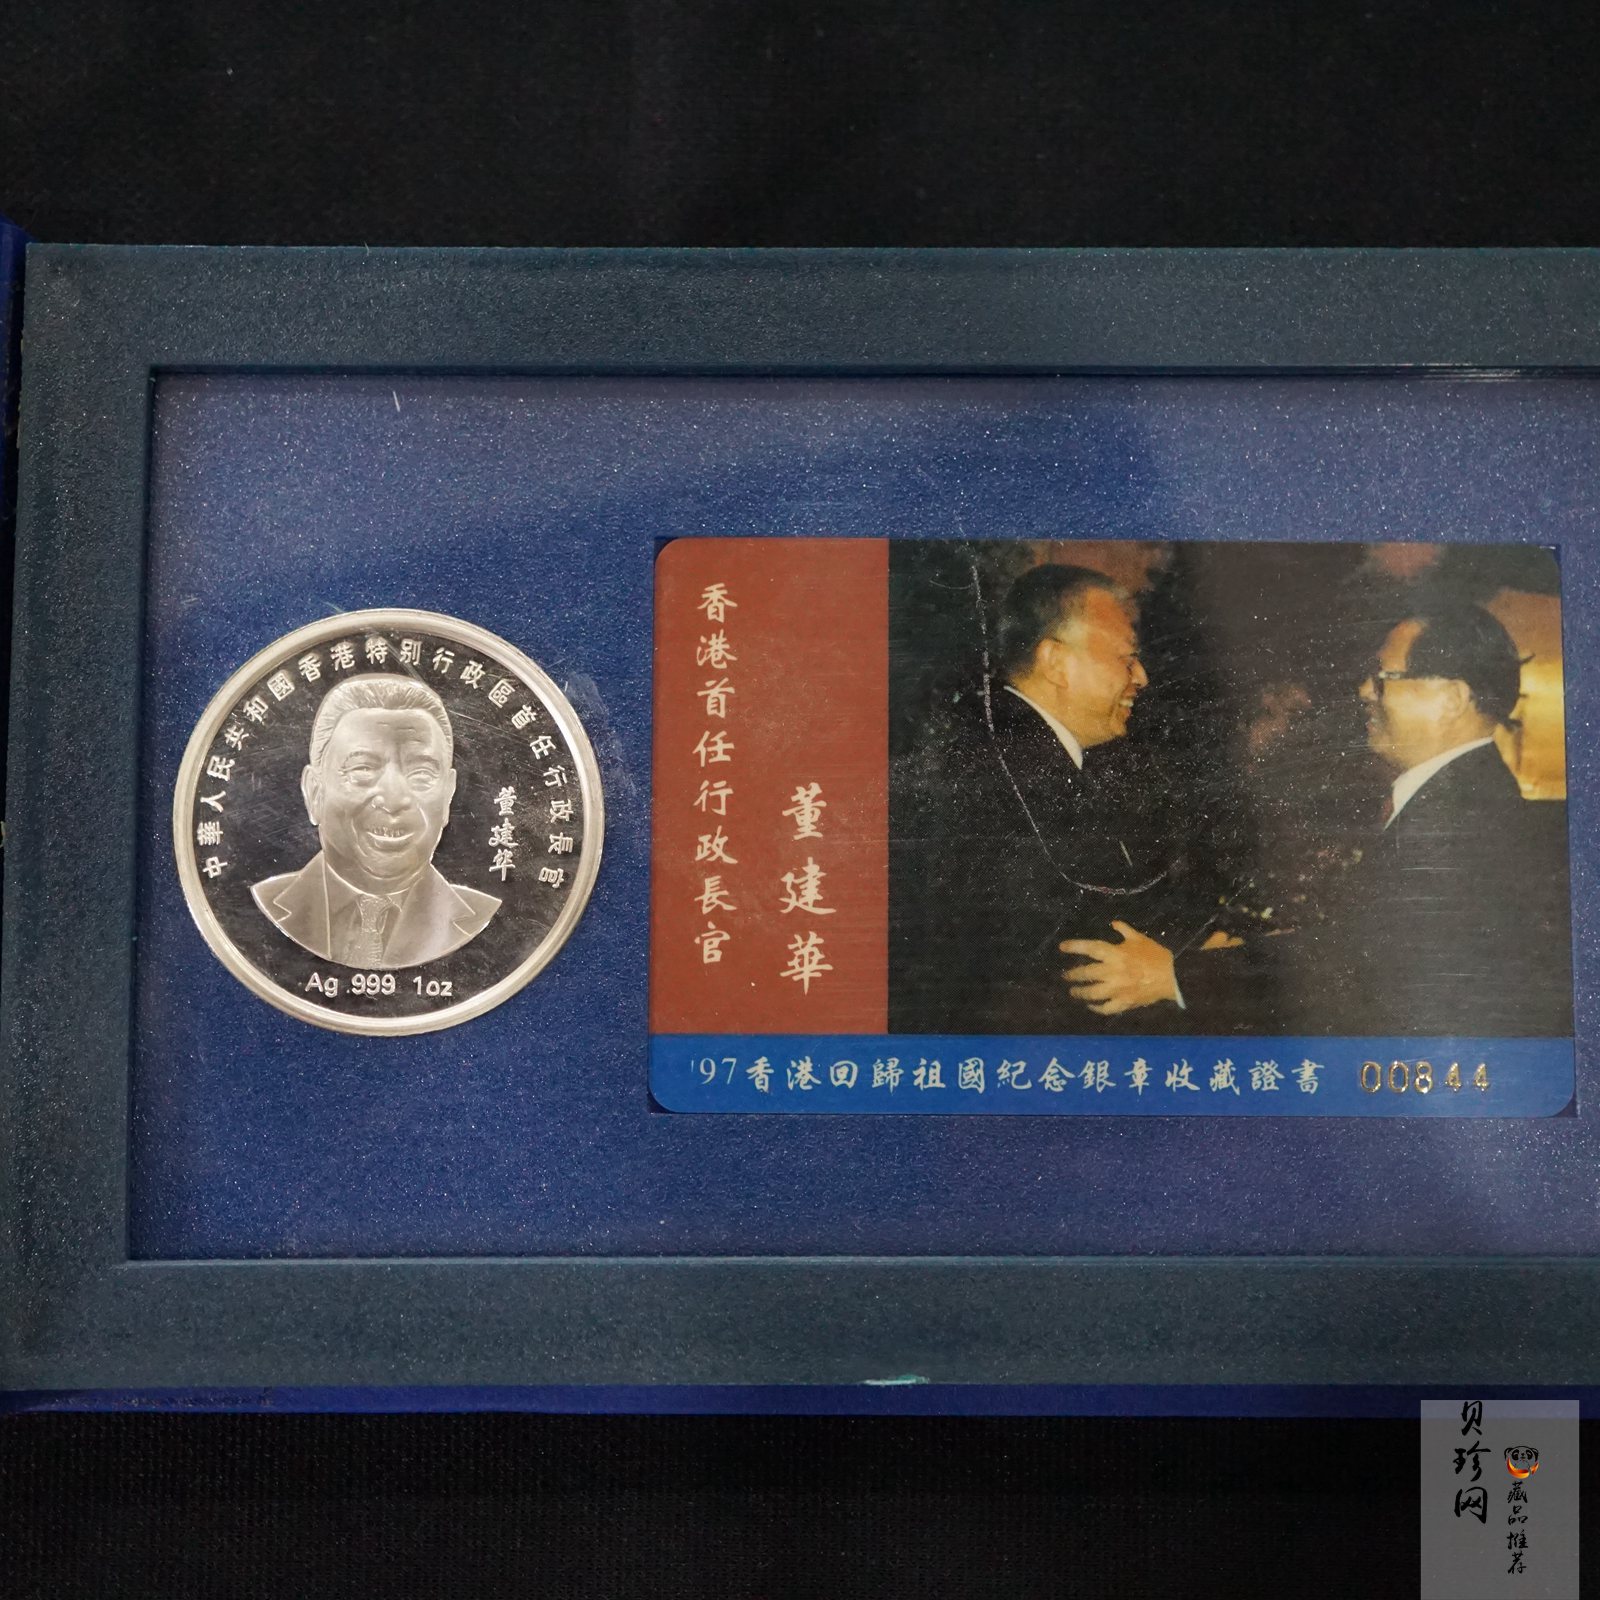 中華人民共和國香港特别行政區首任行政長官
董建华
Ag .999 1oz
香港首任行政長官
董建華
'97香港回歸祖國紀念銀章收藏證書 00844
贝珍网
藏品推荐